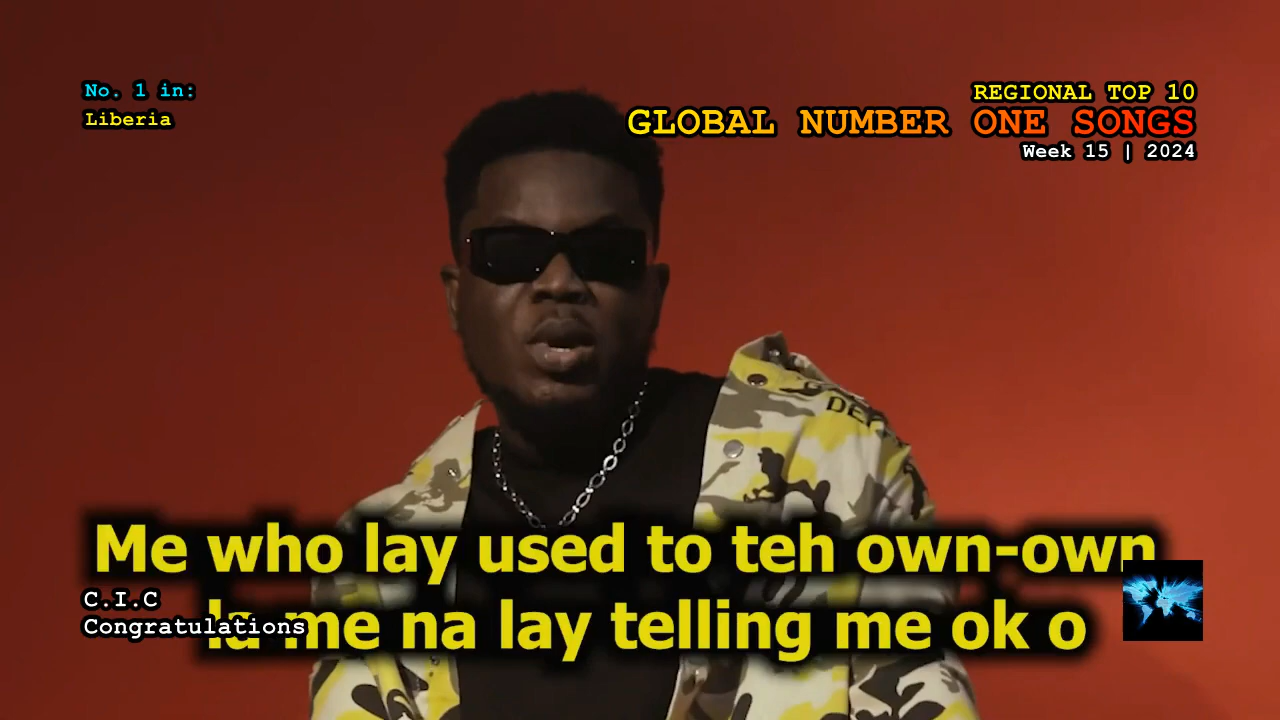 No. 1 in:
Liberia
REGIONAL TOP 10
GLOBAL NUMBER ONE SONGS
Week 15 | 2024
Me who lay used to teh own-own
la me na lay telling me ok o
C.I.C
Congratulations